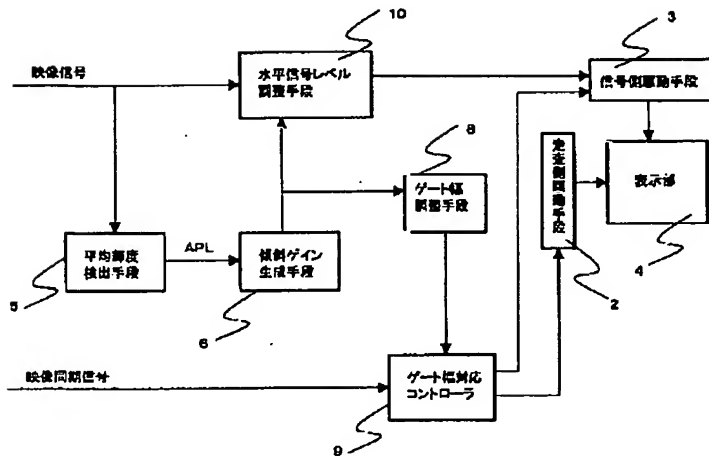 10
3
映像信号
水平信号レベル
調整手段
信号側駆動手段
8
走査側駆動手段
ゲート幅
調整手段
表示部
平均輝度
検出手段
APL
傾斜ゲイン
生成手段
5
6
2
4
映像同期信号
ゲート幅対応
コントローラ
9